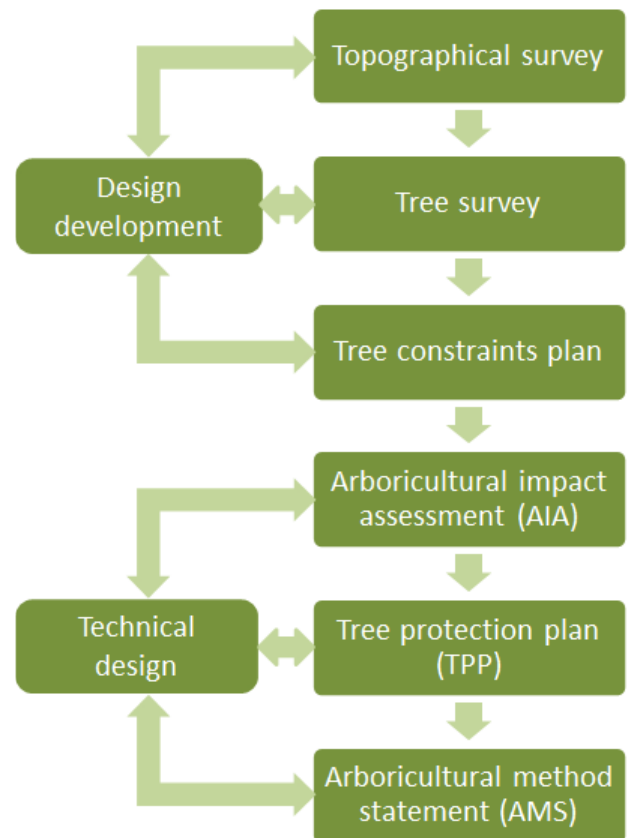 Topographical survey
Design
development
Tree survey
Tree constraints plan
Arboricultural impact
assessment (AIA)
Technical
design
Tree protection plan
(TPP)
Arboricultural method
statement (AMS)